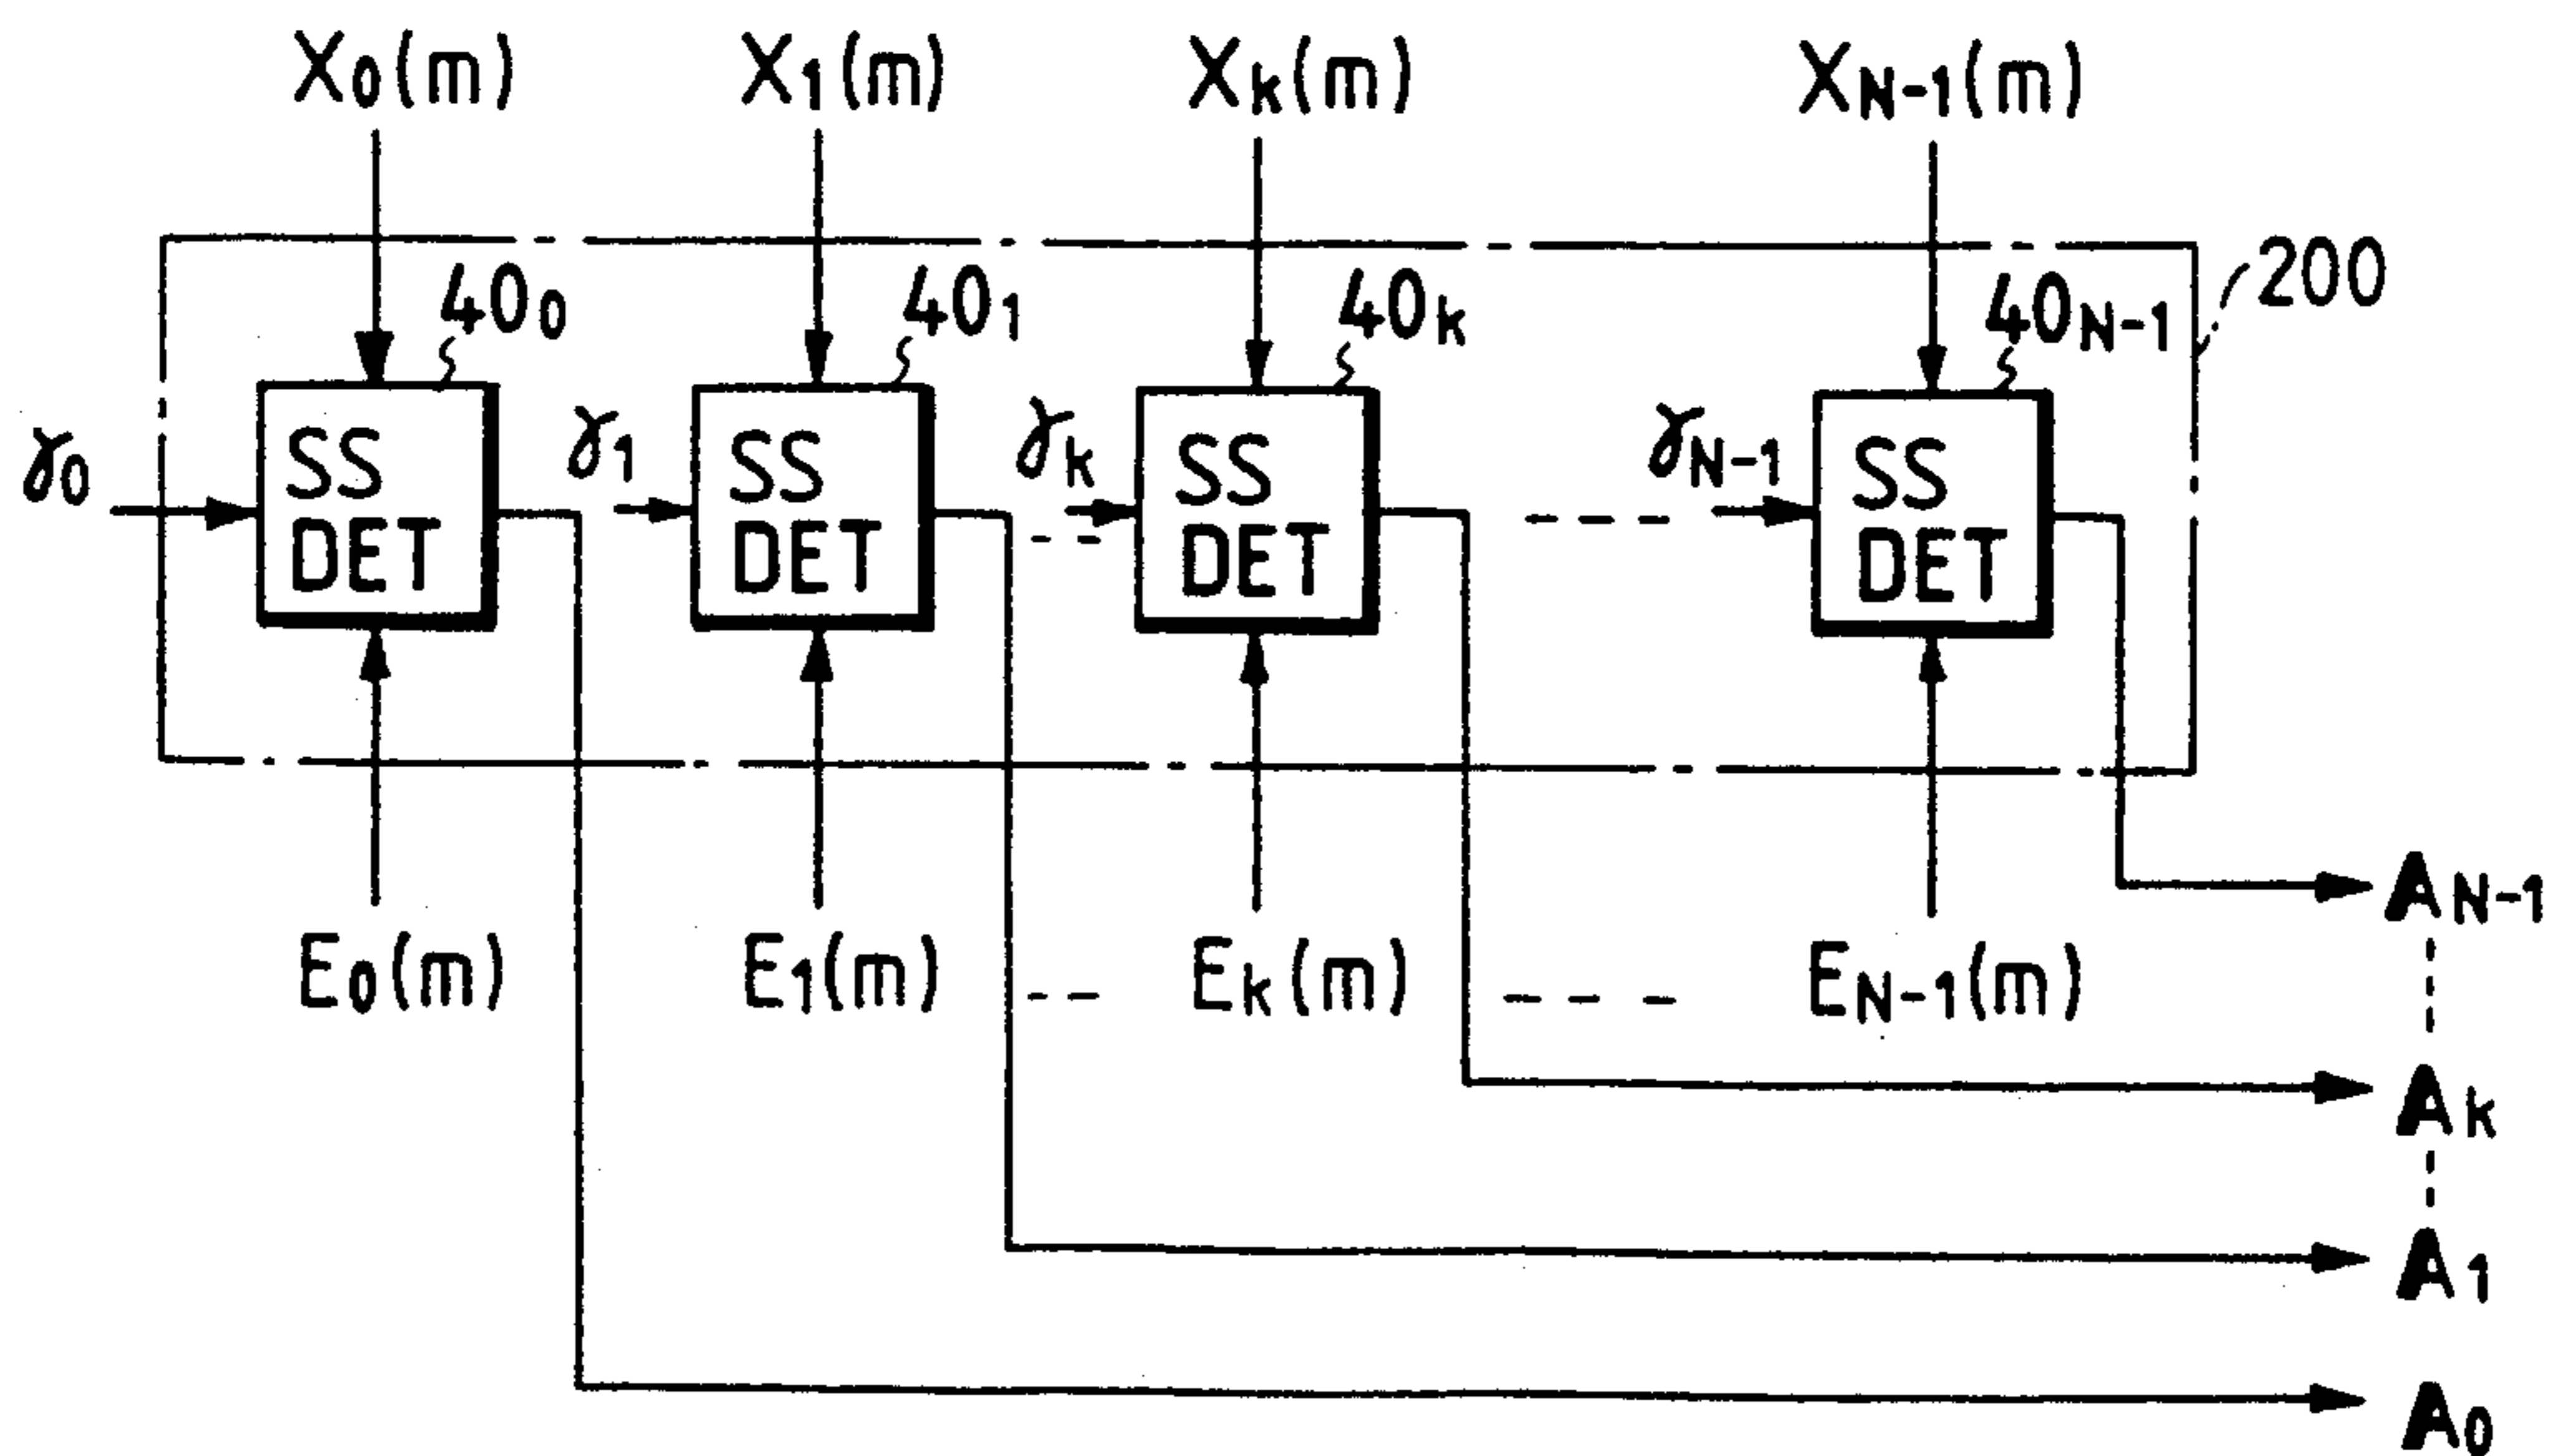 X0(m) X1(m) Xk(m) XN-1(m)
400 401 40k 40N-1 200
γ0 γ1 γk γN-1
SS DET
SS DET
SS DET
SS DET
E0(m) E1(m) Ek(m) EN-1(m)
AN-1
Ak
A1
A0